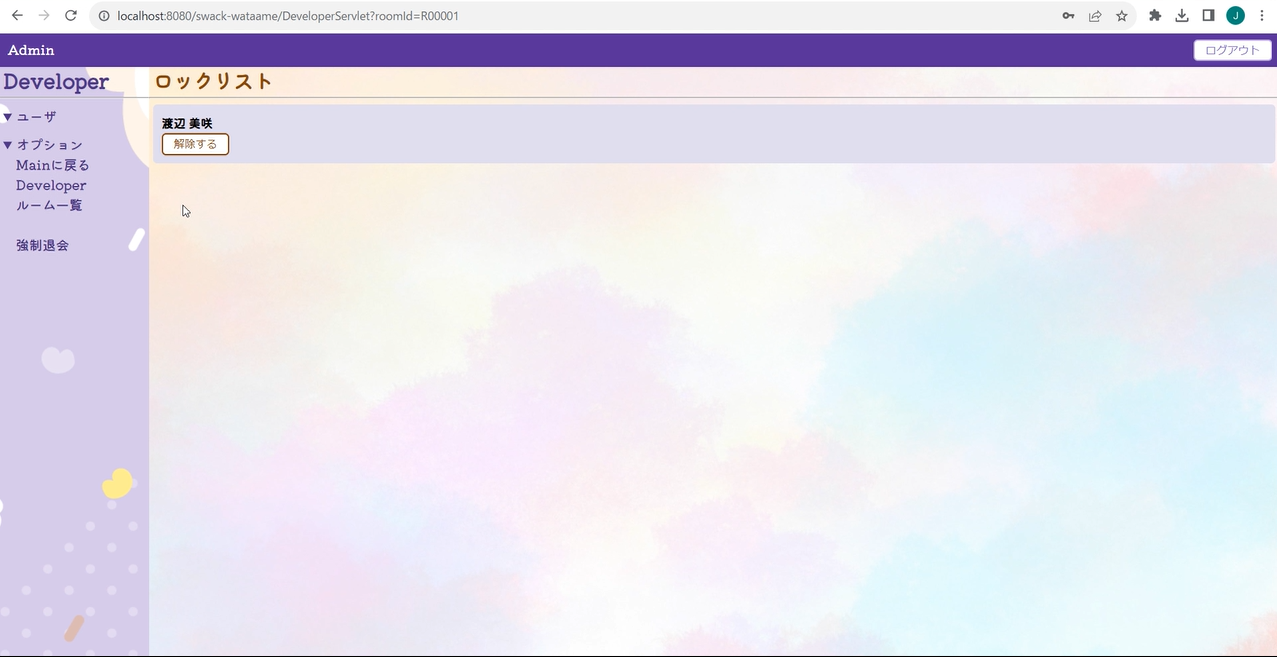 localhost:8080/swack-wataame/DeveloperServlet?roomId=R00001
J
Admin
ログアウト
Developer
▼ ユーザ
▼ オプション
Mainに戻る
Developer
ルーム一覧
強制退会
ロックリスト
渡辺 美咲
解除する